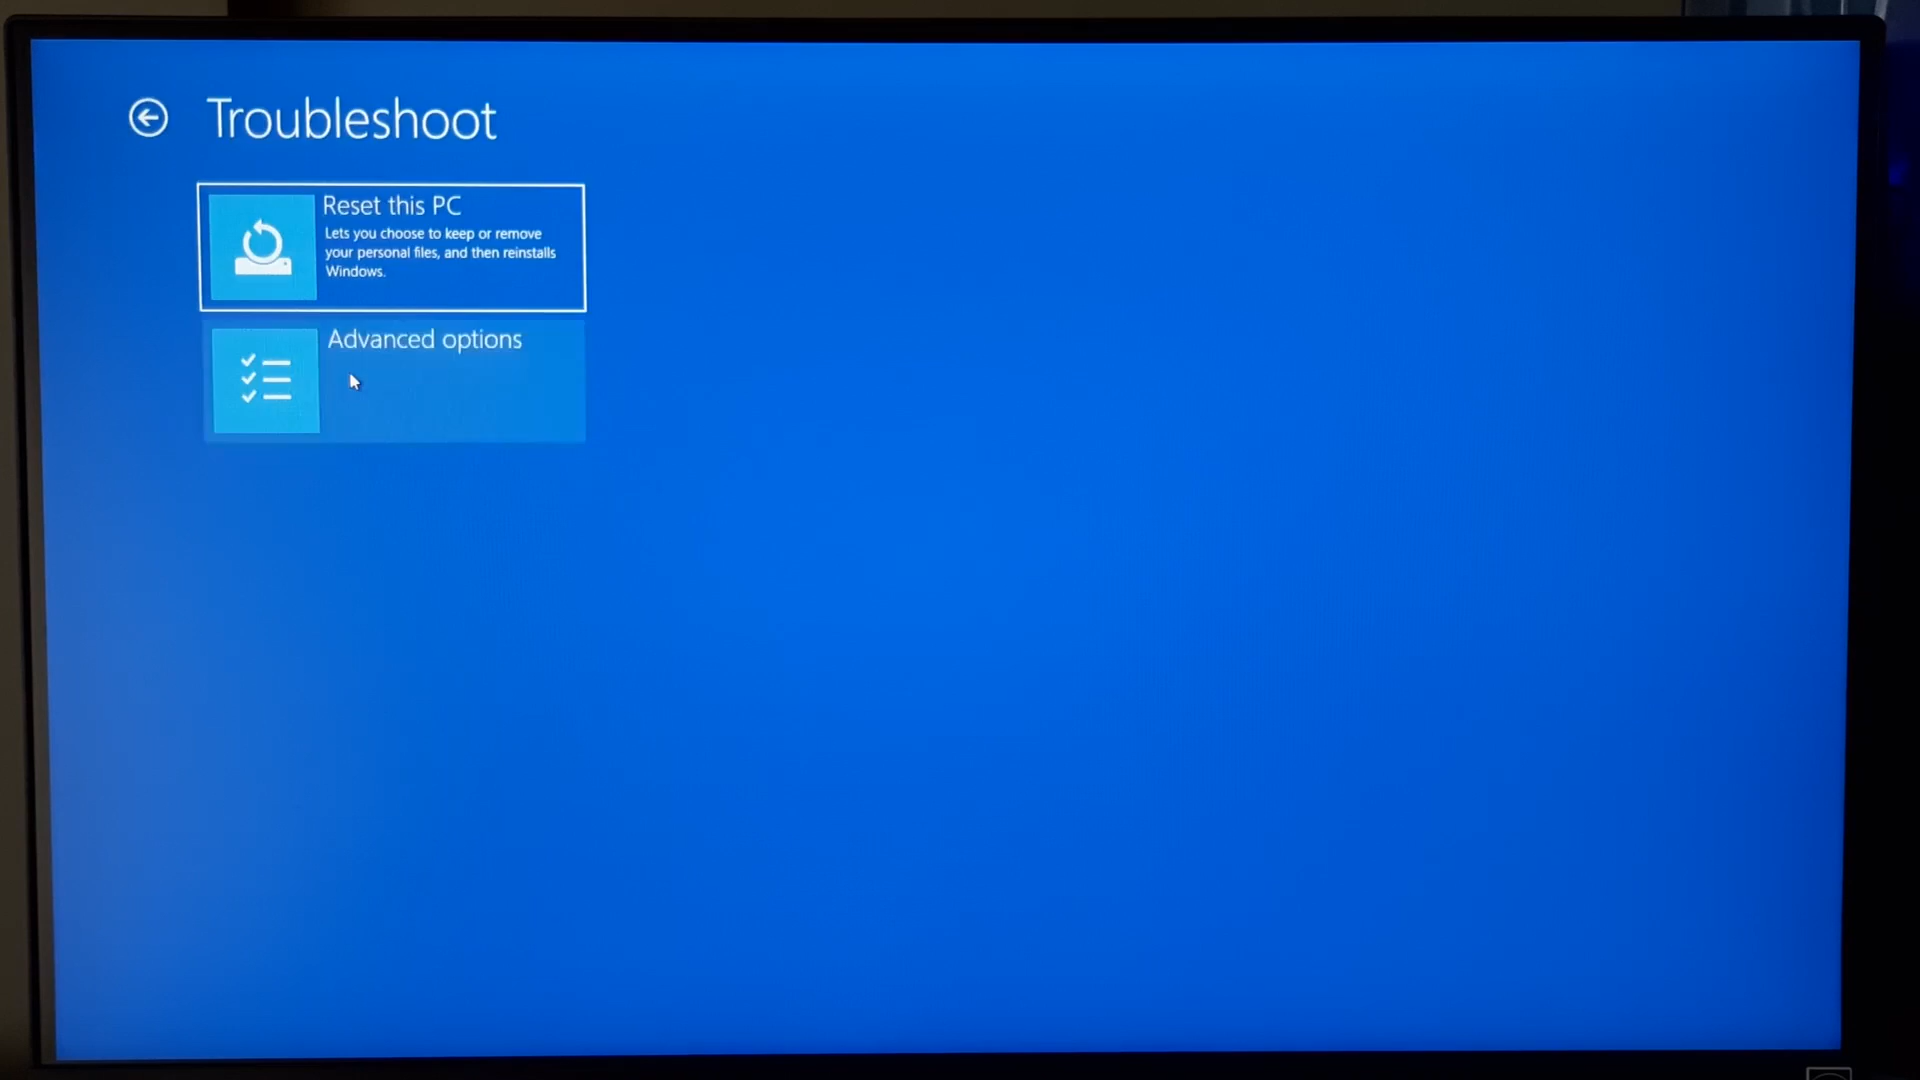 Troubleshoot
Reset this PC
Lets you choose to keep or remove
your personal files, and then reinstalls
Windows.
Advanced options